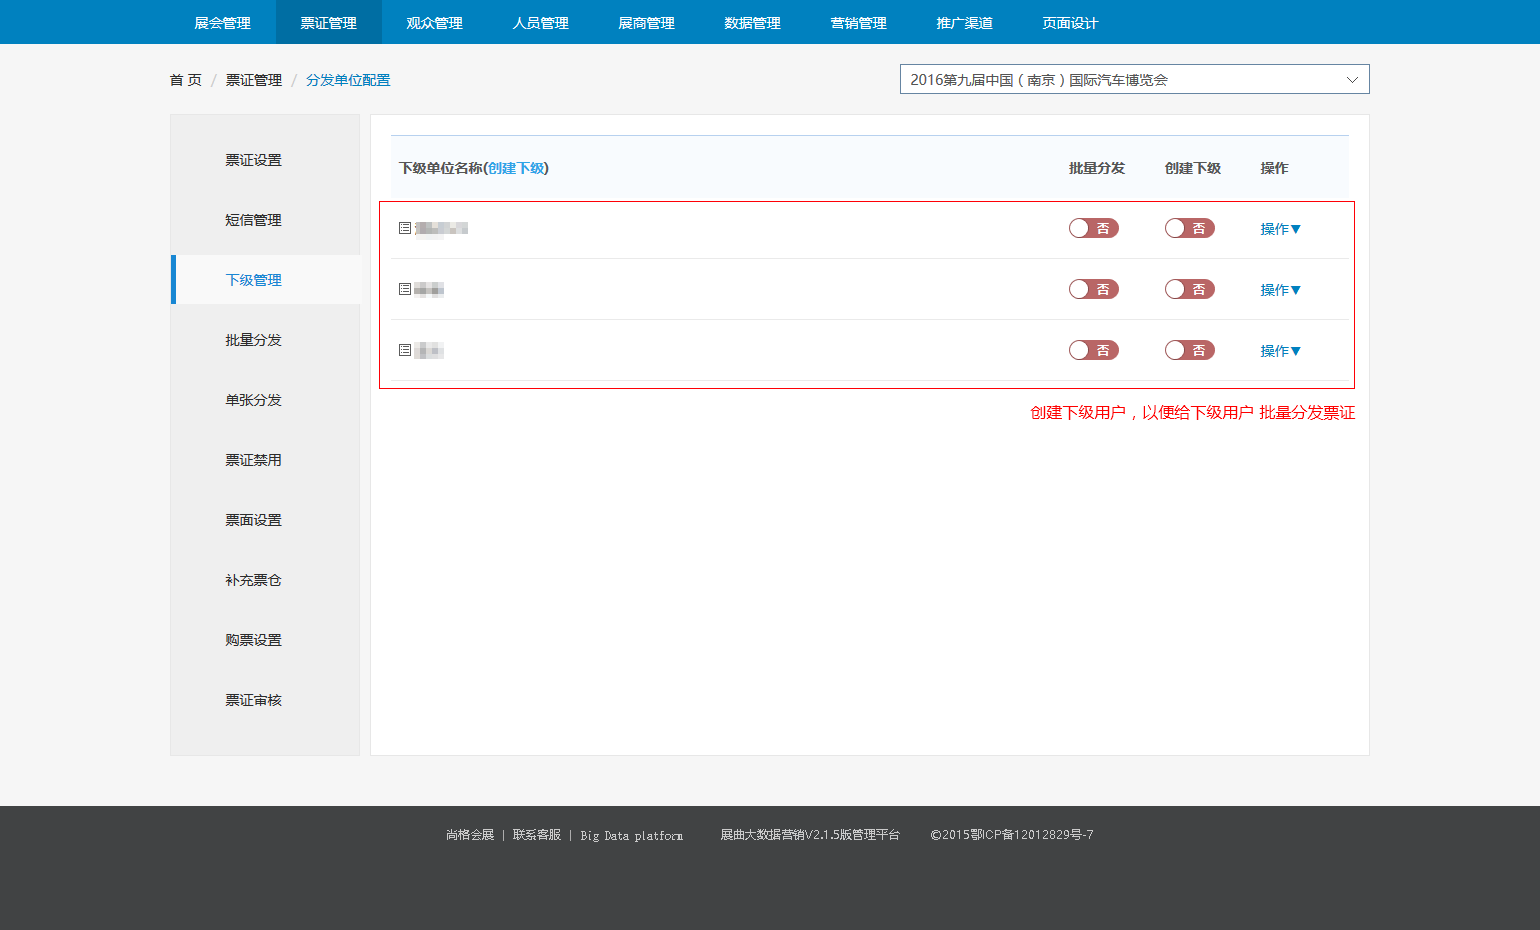 展会管理 票证管理 观众管理 人员管理 展商管理 数据管理 营销管理 推广渠道 页面设计
首 页 / 票证管理 / 分发单位配置
2016第九届中国（南京）国际汽车博览会
票证设置
短信管理
下级管理
批量分发
单张分发
票证禁用
票面设置
补充票仓
购票设置
票证审核
下级单位名称(创建下级) 批量分发 创建下级 操作
否 否 操作▼
否 否 操作▼
否 否 操作▼
创建下级用户，以便给下级用户 批量分发票证
尚格会展 | 联系客服 | Big Data platform 展曲大数据营销V2.1.5版管理平台 ©2015鄂ICP备12012829号-7